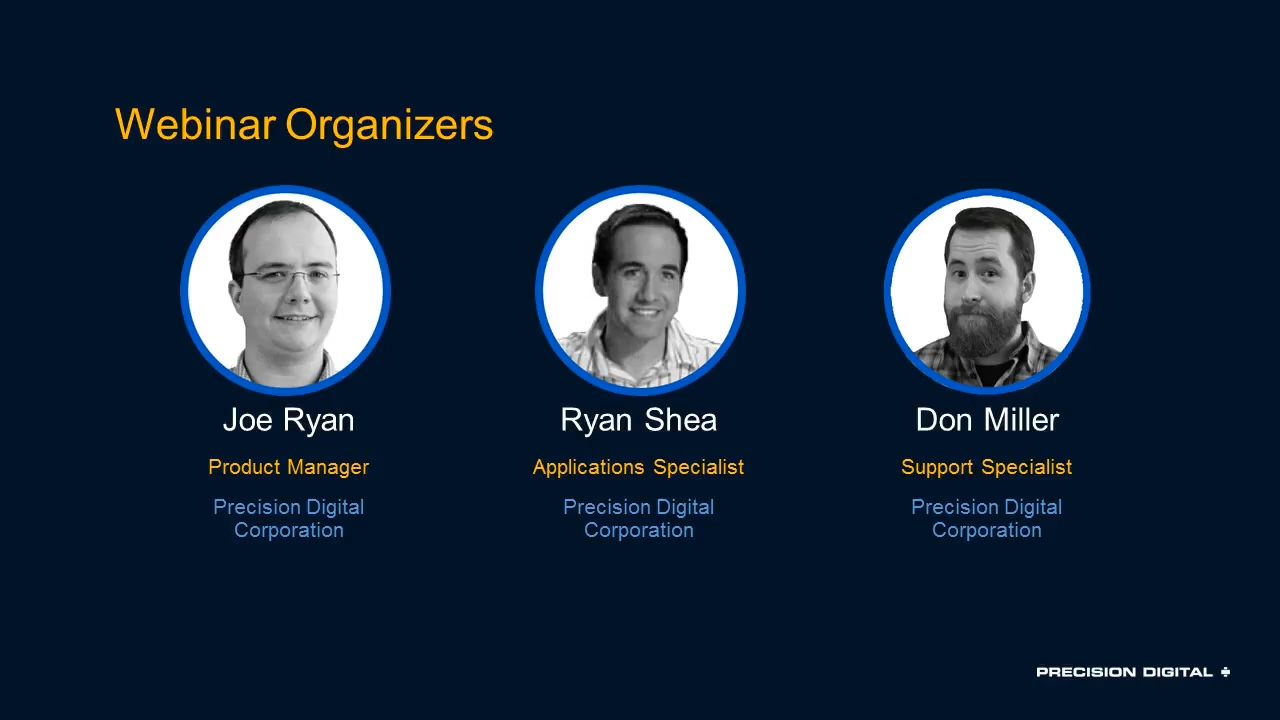 Webinar Organizers
Joe Ryan
Product Manager
Precision Digital
Corporation
Ryan Shea
Applications Specialist
Precision Digital
Corporation
Don Miller
Support Specialist
Precision Digital
Corporation
PRECISION DIGITAL